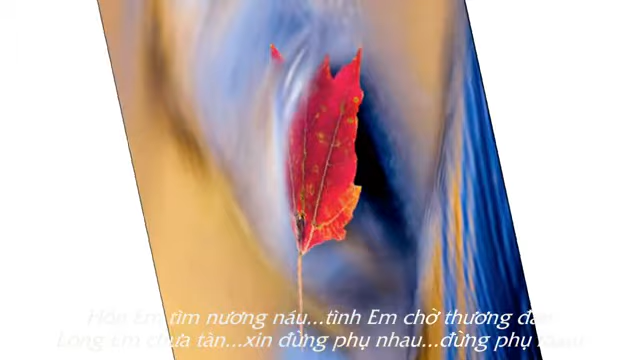 Hồn Em tìm nương náu...tình Em chở thương đau
Lòng Em chưa tàn...xin đừng phụ nhau...đừng phụ